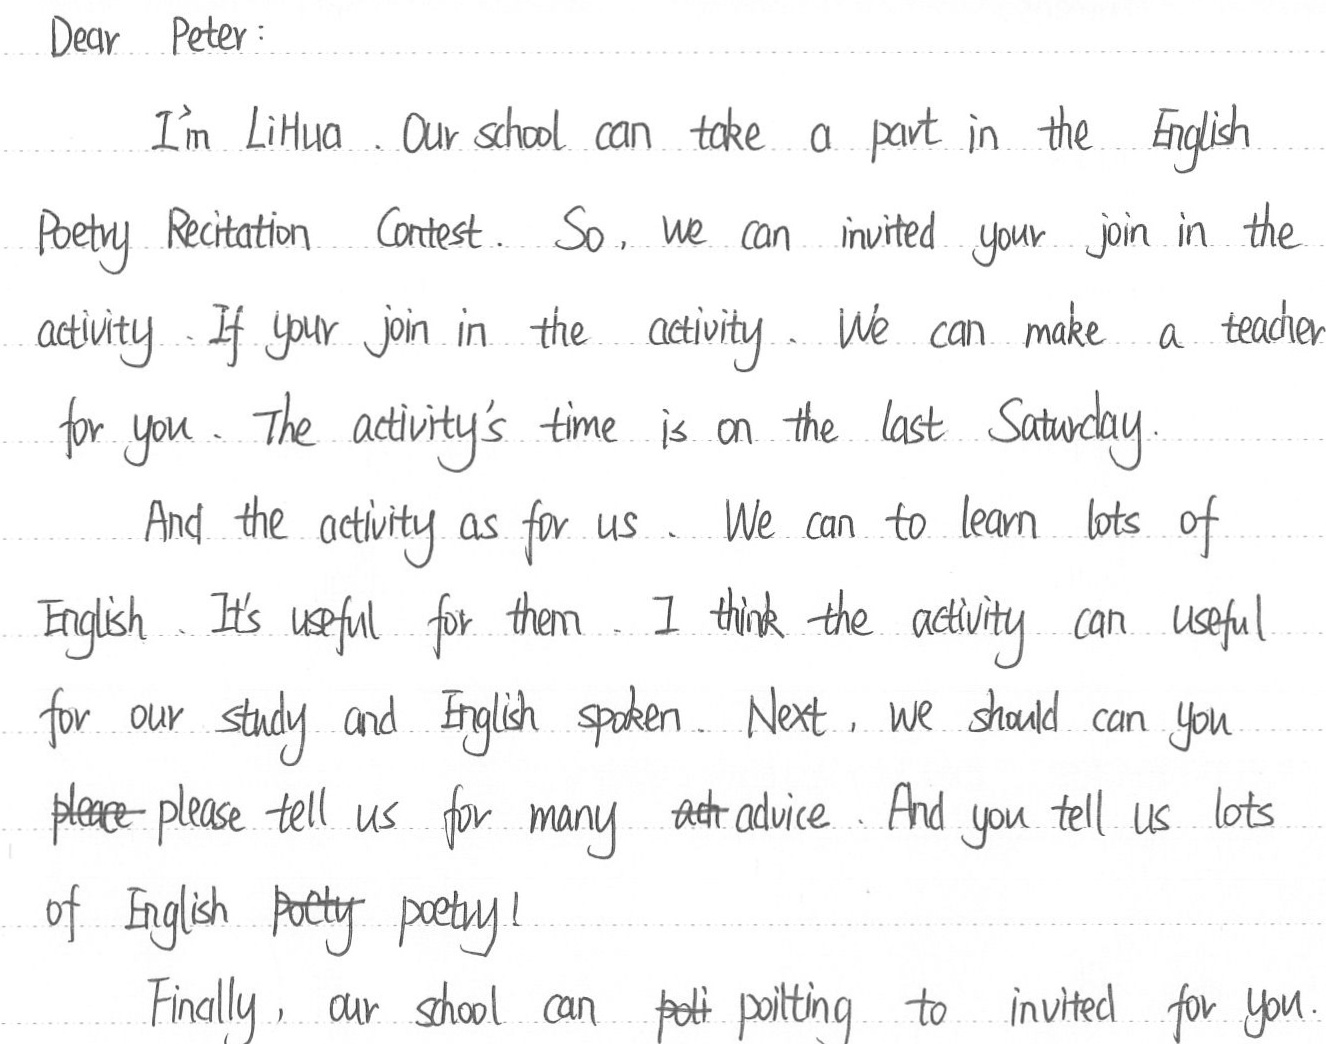 Dear Peter:
I'm LiHua. Our school can take a part in the English
Poetry Recitation Contest. So, we can invited your join in the
activity. If your join in the activity. We can make a teacher
for you. The activity's time is on the last Saturday.
And the activity as for us. We can to learn lots of
English. It's useful for them. I think the activity can useful
for our study and English spoken. Next, we should can you
please tell us for many advice. And you tell us lots
of English poetry!
Finally, our school can poitting to invited for you.